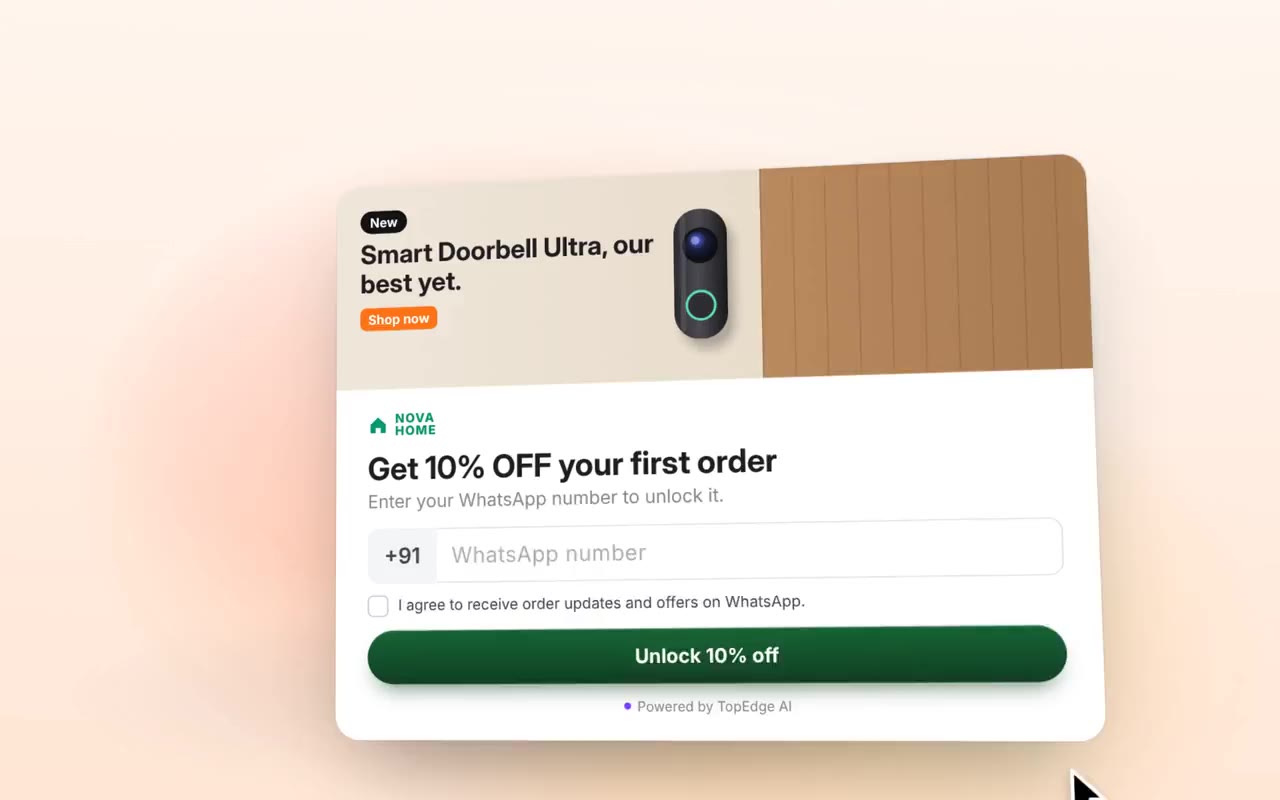 New
Smart Doorbell Ultra, our
best yet.
Shop now
NOVA
HOME
Get 10% OFF your first order
Enter your WhatsApp number to unlock it.
+91 WhatsApp number
I agree to receive order updates and offers on WhatsApp.
Unlock 10% off
Powered by TopEdge AI